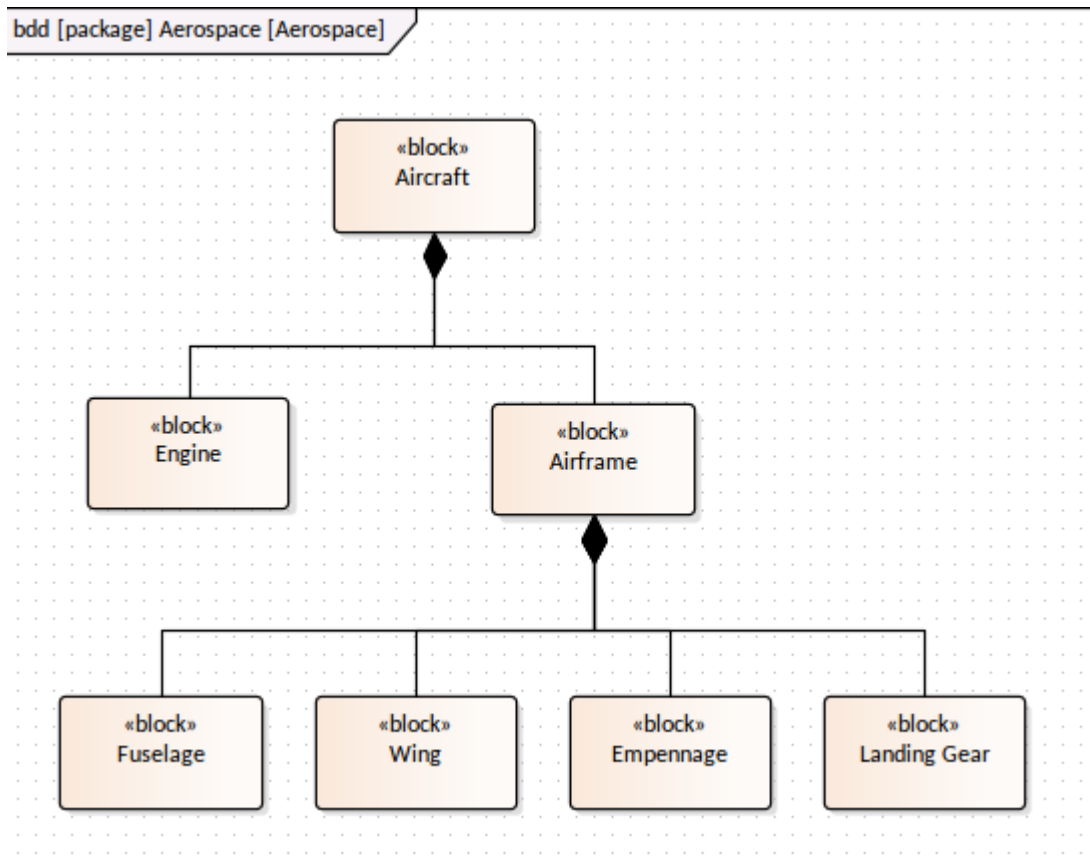 bdd [package] Aerospace [Aerospace]
«block»
Aircraft
«block»
Engine
«block»
Airframe
«block»
Fuselage
«block»
Wing
«block»
Empennage
«block»
Landing Gear